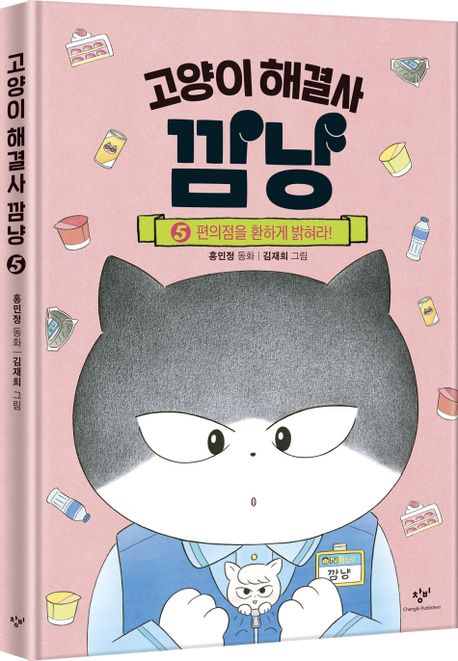 고양이 해결사
깜냥
5 편의점을 환하게 밝혀라!
홍민정 동화 | 김재희 그림
깜냥
창비
Changbi Publishers
고양이 해결사 깜냥 5
홍민정 동화 | 김재희 그림
창비